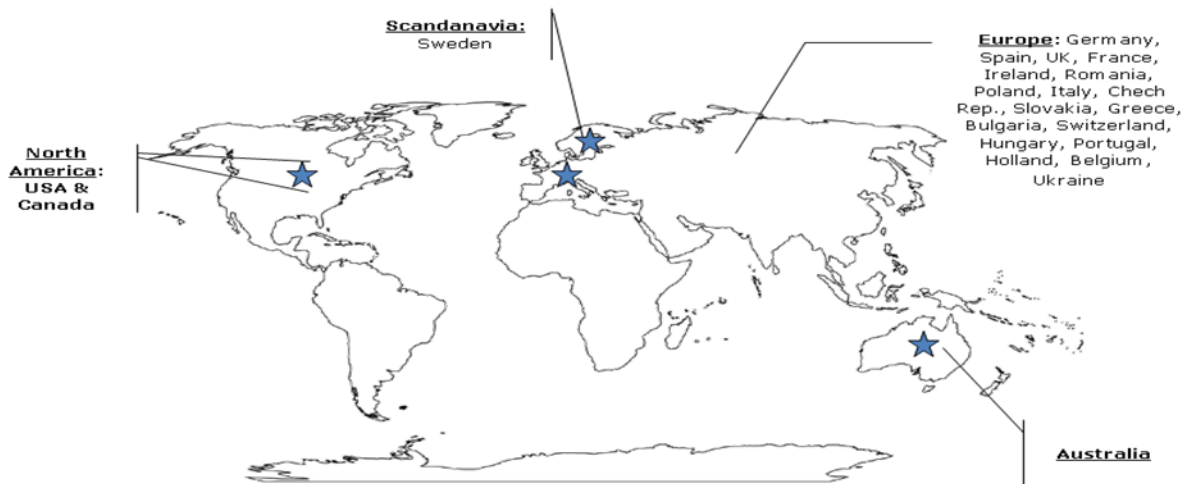 Scandanavia:
Sweden
Europe: Germany,
Spain, UK, France,
Ireland, Romania,
Poland, Italy, Chech
Rep., Slovakia, Greece,
Bulgaria, Switzerland,
Hungary, Portugal,
Holland, Belgium,
Ukraine
North
America:
USA &
Canada
Australia